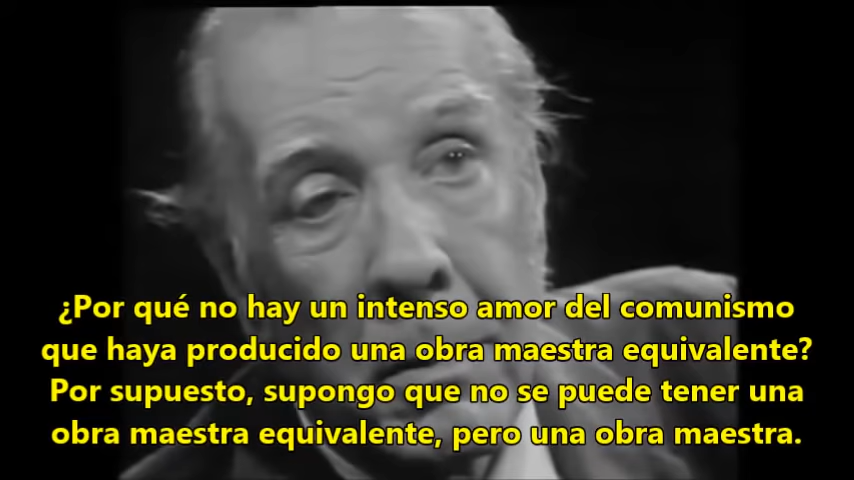 ¿Por qué no hay un intenso amor del comunismo
que haya producido una obra maestra equivalente?
Por supuesto, supongo que no se puede tener una
obra maestra equivalente, pero una obra maestra.